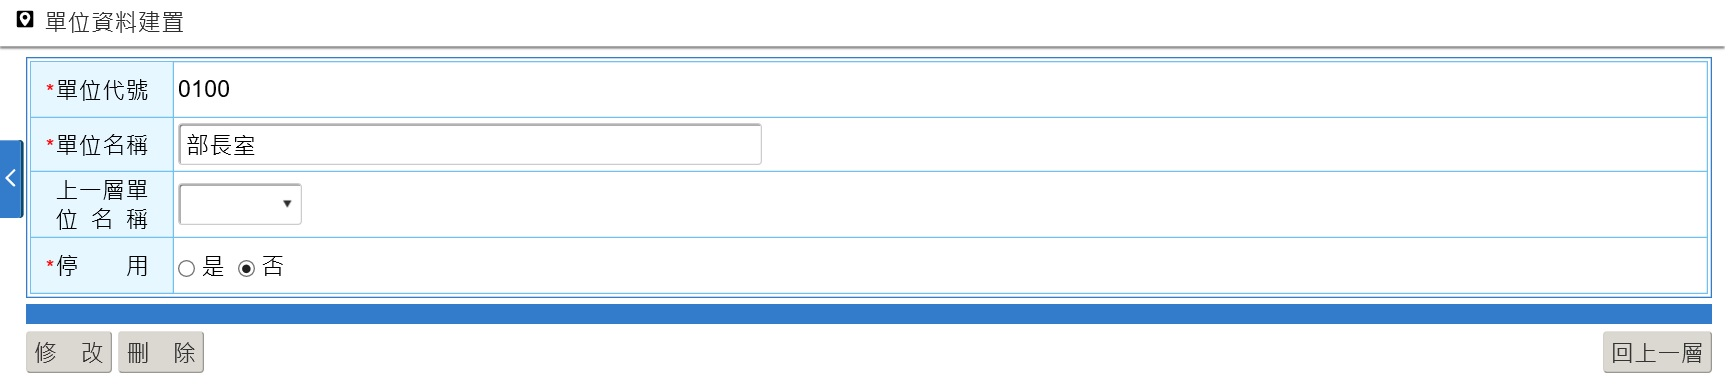 單位資料建置
*單位代號 0100
*單位名稱 部長室
上一層單
位名稱
*停用 是 否
修改 刪除 回上一層